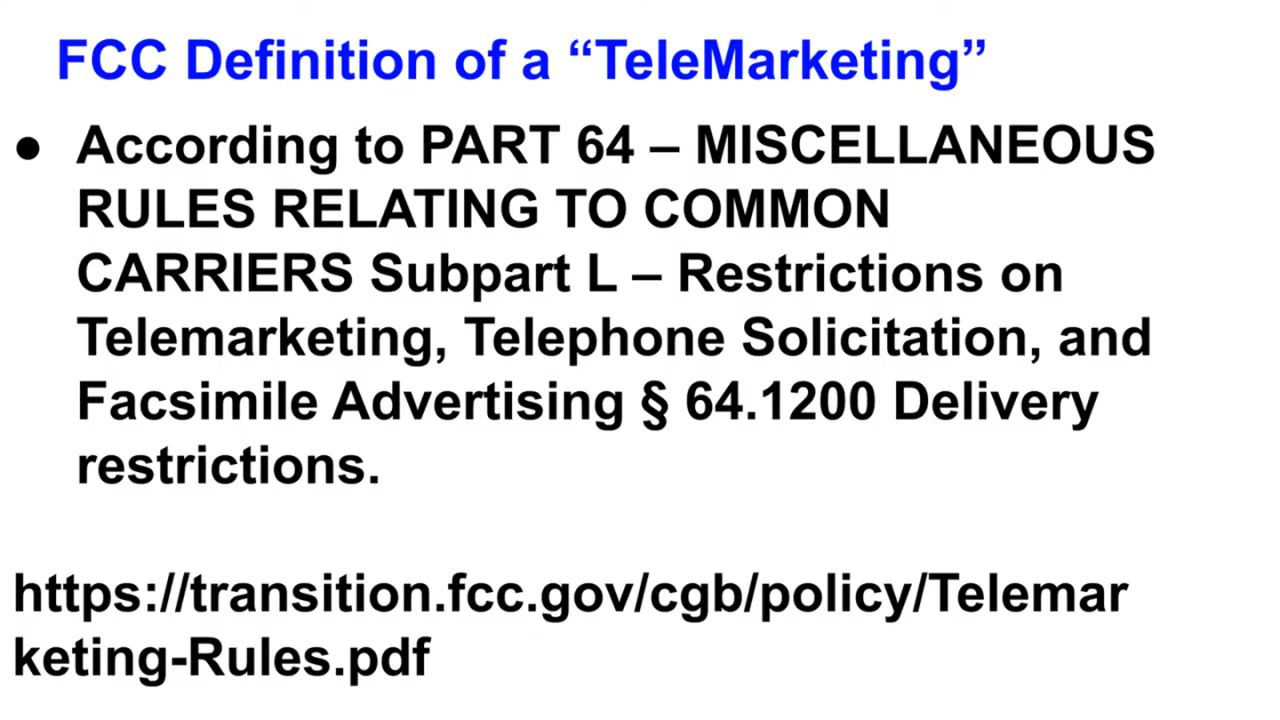 FCC Definition of a “TeleMarketing”
● According to PART 64 – MISCELLANEOUS
RULES RELATING TO COMMON
CARRIERS Subpart L – Restrictions on
Telemarketing, Telephone Solicitation, and
Facsimile Advertising § 64.1200 Delivery
restrictions.
https://transition.fcc.gov/cgb/policy/Telemar
keting-Rules.pdf